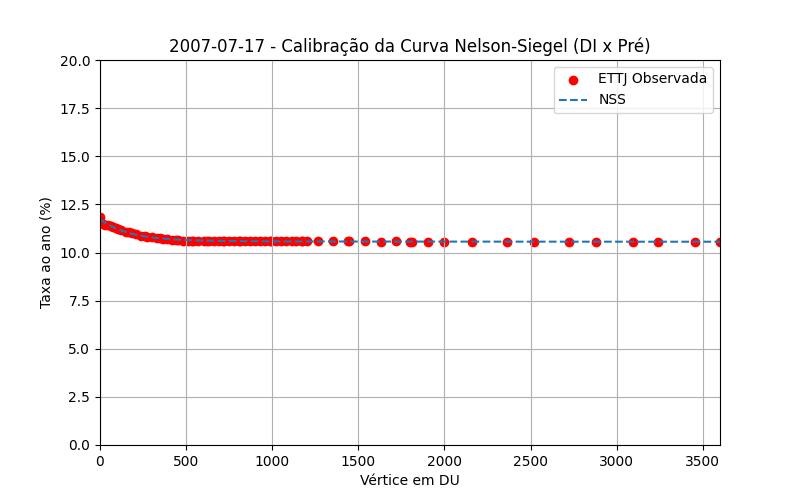 2007-07-17 - Calibração da Curva Nelson-Siegel (DI x Pré)
20.0
17.5
15.0
12.5
10.0
7.5
5.0
2.5
0.0
Taxa ao ano (%)
ETTJ Observada
NSS
0 500 1000 1500 2000 2500 3000 3500
Vértice em DU